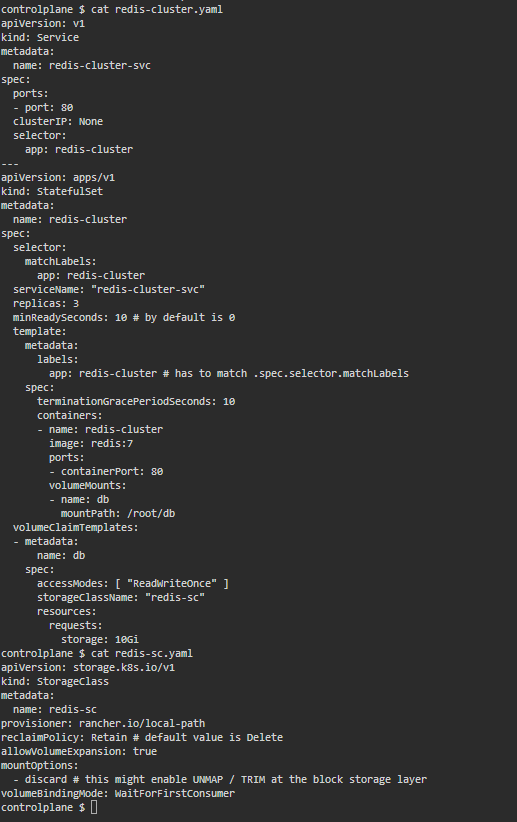 controlplane $ cat redis-cluster.yaml
apiVersion: v1
kind: Service
metadata:
  name: redis-cluster-svc
spec:
  ports:
  - port: 80
  clusterIP: None
  selector:
    app: redis-cluster
---
apiVersion: apps/v1
kind: StatefulSet
metadata:
  name: redis-cluster
spec:
  selector:
    matchLabels:
      app: redis-cluster
  serviceName: "redis-cluster-svc"
  replicas: 3
  minReadySeconds: 10 # by default is 0
  template:
    metadata:
      labels:
        app: redis-cluster # has to match .spec.selector.matchLabels
    spec:
      terminationGracePeriodSeconds: 10
      containers:
      - name: redis-cluster
        image: redis:7
        ports:
        - containerPort: 80
        volumeMounts:
        - name: db
          mountPath: /root/db
  volumeClaimTemplates:
  - metadata:
      name: db
    spec:
      accessModes: [ "ReadWriteOnce" ]
      storageClassName: "redis-sc"
      resources:
        requests:
          storage: 10Gi
controlplane $ cat redis-sc.yaml
apiVersion: storage.k8s.io/v1
kind: StorageClass
metadata:
  name: redis-sc
provisioner: rancher.io/local-path
reclaimPolicy: Retain # default value is Delete
allowVolumeExpansion: true
mountOptions:
  - discard # this might enable UNMAP / TRIM at the block storage layer
volumeBindingMode: WaitForFirstConsumer
controlplane $